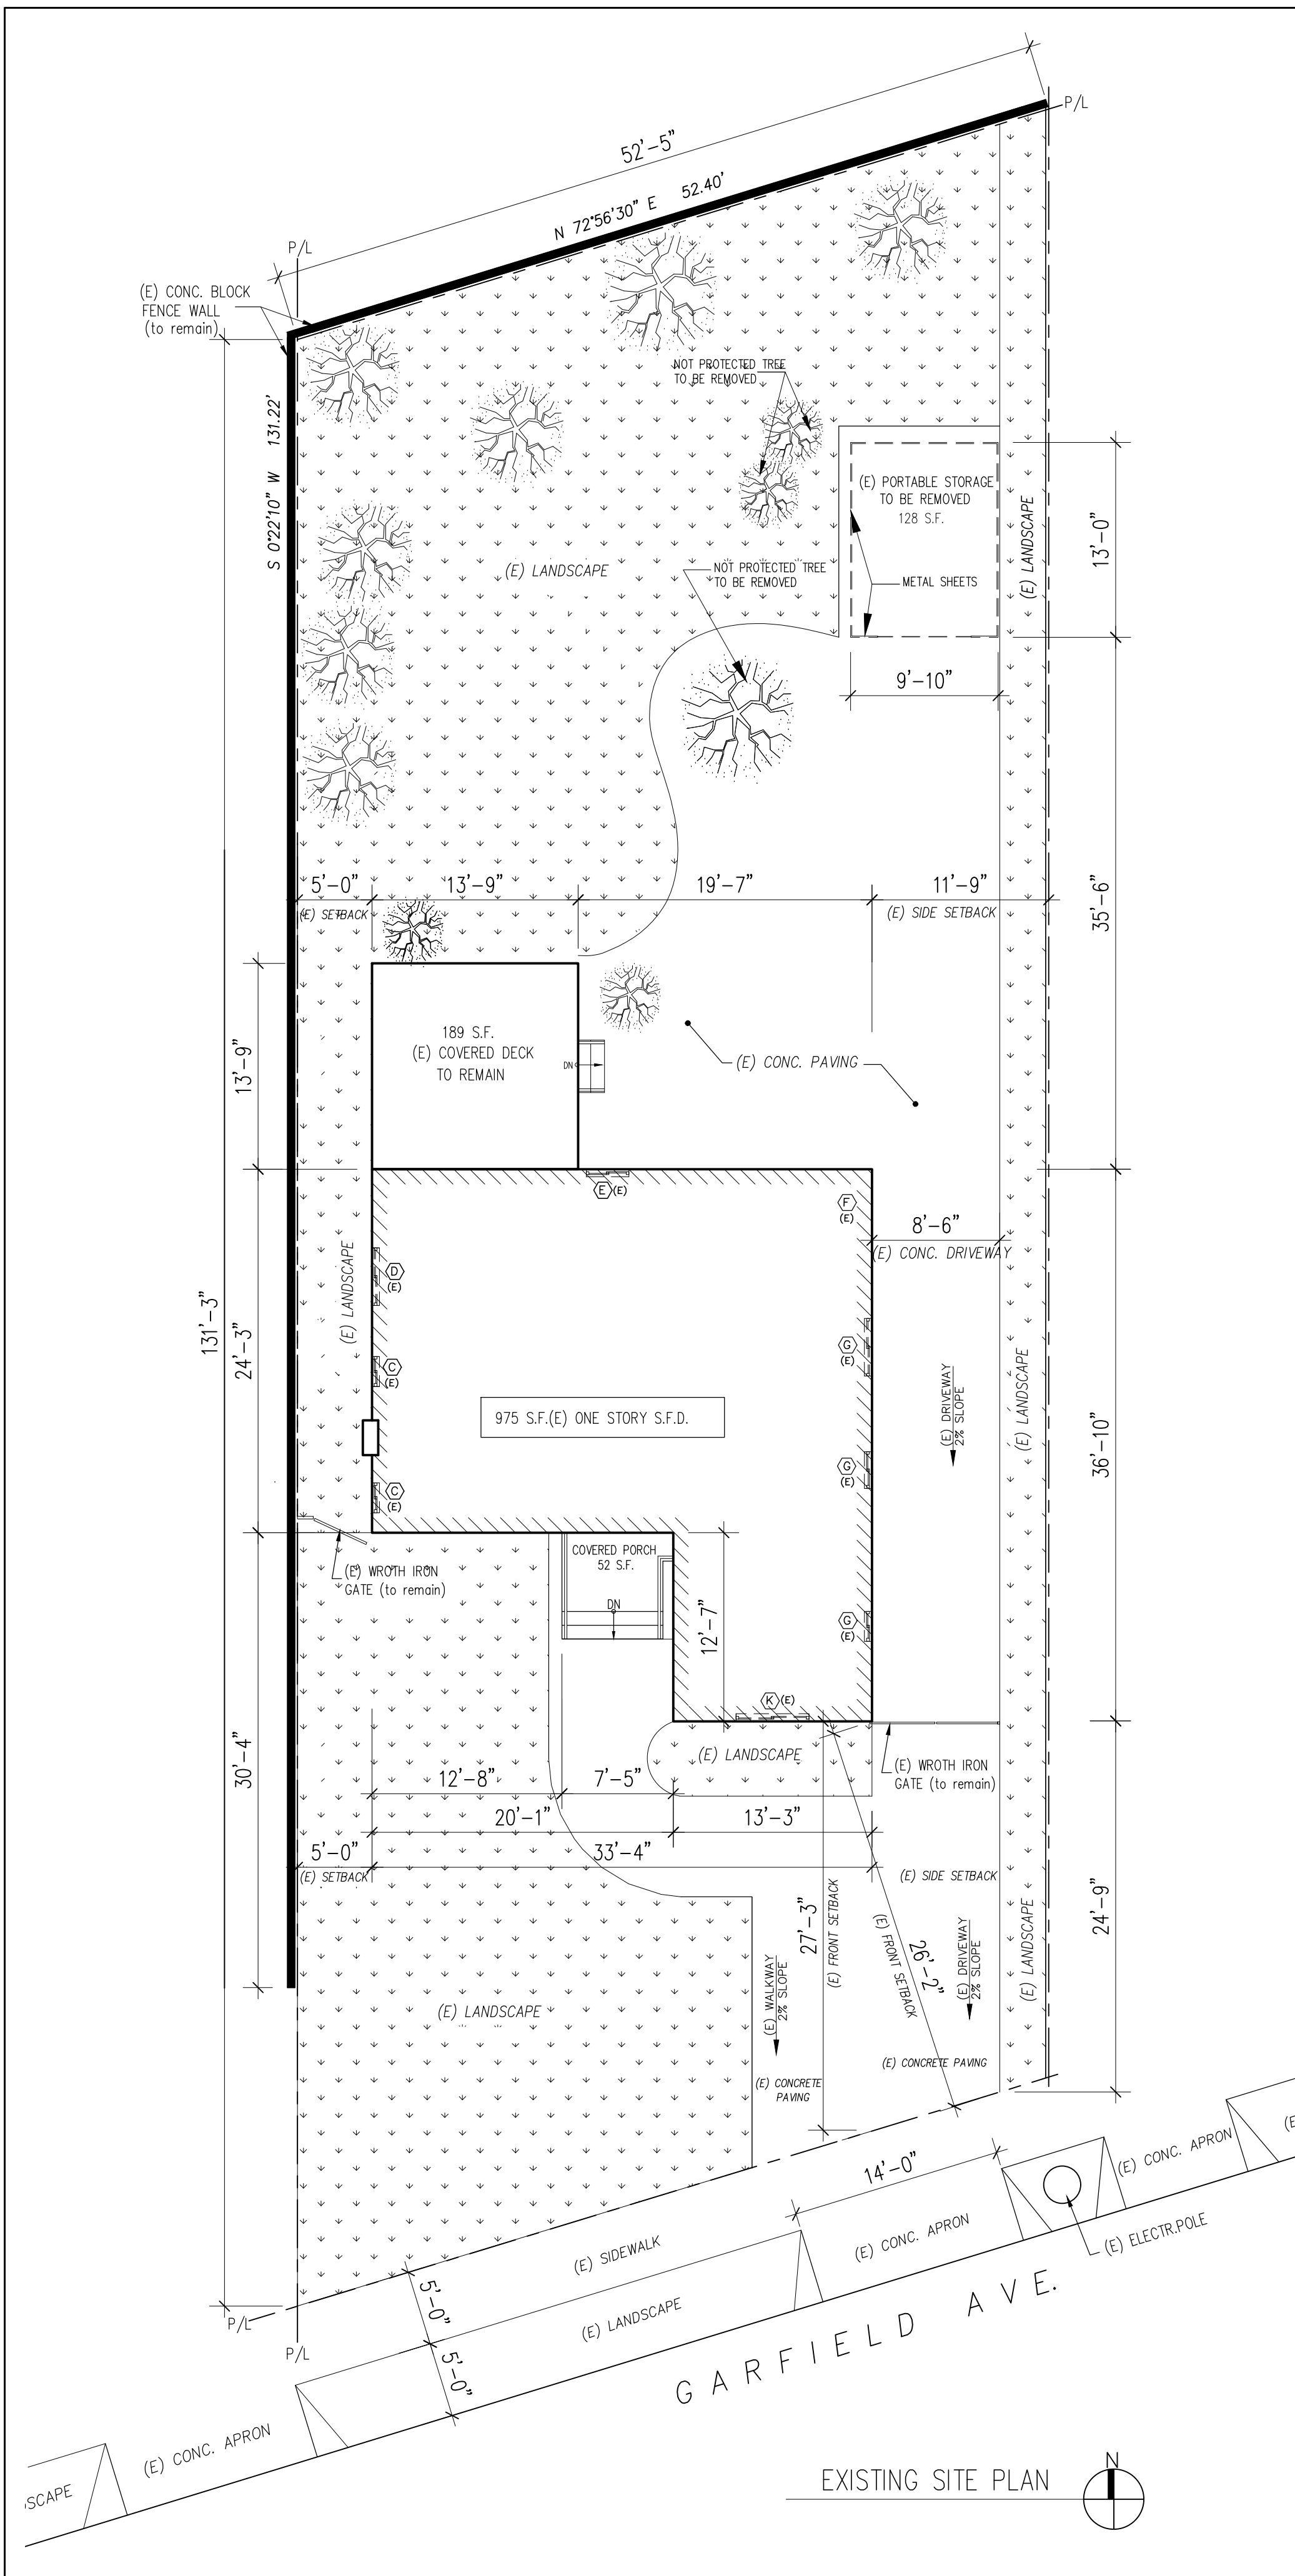 52'-5"
P/L
N 72°56'30" E 52.40'
P/L
(E) CONC. BLOCK
FENCE WALL
(to remain)
S 0°22'10" W 131.22'
NOT PROTECTED TREE
TO BE REMOVED
(E) PORTABLE STORAGE
TO BE REMOVED
128 S.F.
(E) LANDSCAPE
13'-0"
(E) LANDSCAPE
NOT PROTECTED TREE
TO BE REMOVED
METAL SHEETS
9'-10"
5'-0"
13'-9"
19'-7"
11'-9"
(E) SETBACK
(E) SIDE SETBACK
35'-6"
189 S.F.
(E) COVERED DECK
TO REMAIN
DN
13'-9"
(E) CONC. PAVING
E (E)
F
(E)
8'-6"
(E) CONC. DRIVEWAY
(E) LANDSCAPE
D
(E)
131'-3"
24'-3"
C
(E)
G
(E)
(E) DRIVEWAY
2% SLOPE
(E) LANDSCAPE
36'-10"
975 S.F.(E) ONE STORY S.F.D.
G
(E)
C
(E)
COVERED PORCH
52 S.F.
DN
(E) WROTH IRON
GATE (to remain)
12'-7"
G
(E)
K (E)
(E) LANDSCAPE
(E) WROTH IRON
GATE (to remain)
30'-4"
12'-8"
7'-5"
20'-1"
13'-3"
5'-0"
33'-4"
(E) SETBACK
(E) SIDE SETBACK
27'-3"
(E) FRONT SETBACK
26'-2"
(E) FRONT SETBACK
(E) DRIVEWAY
2% SLOPE
(E) LANDSCAPE
24'-9"
(E) WALKWAY
2% SLOPE
(E) LANDSCAPE
(E) CONCRETE PAVING
(E) CONCRETE
PAVING
14'-0"
(E) CONC. APRON
(E
(E) SIDEWALK
(E) CONC. APRON
(E) ELECTR.POLE
5'-0"
(E) LANDSCAPE
P/L
P/L
5'-0"
GARFIELD AVE.
(E) CONC. APRON
SCAPE
N
EXISTING SITE PLAN